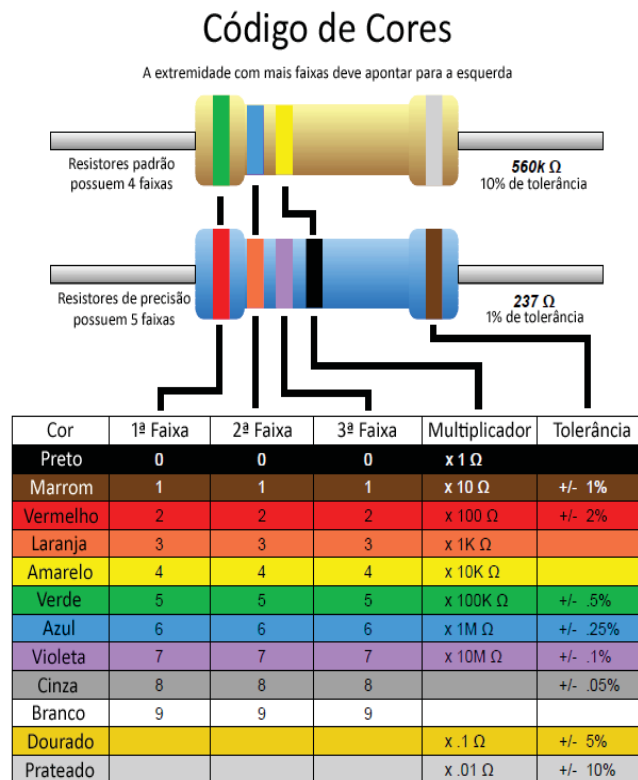 Código de Cores
A extremidade com mais faixas deve apontar para a esquerda
Resistores padrão
possuem 4 faixas
560k Ω
10% de tolerância
Resistores de precisão
possuem 5 faixas
237 Ω
1% de tolerância
Cor 1ª Faixa 2ª Faixa 3ª Faixa Multiplicador Tolerância
Preto 0 0 0 x 1 Ω
Marrom 1 1 1 x 10 Ω +/- 1%
Vermelho 2 2 2 x 100 Ω +/- 2%
Laranja 3 3 3 x 1K Ω
Amarelo 4 4 4 x 10K Ω
Verde 5 5 5 x 100K Ω +/- .5%
Azul 6 6 6 x 1M Ω +/- .25%
Violeta 7 7 7 x 10M Ω +/- .1%
Cinza 8 8 8 +/- .05%
Branco 9 9 9
Dourado x .1 Ω +/- 5%
Prateado x .01 Ω +/- 10%